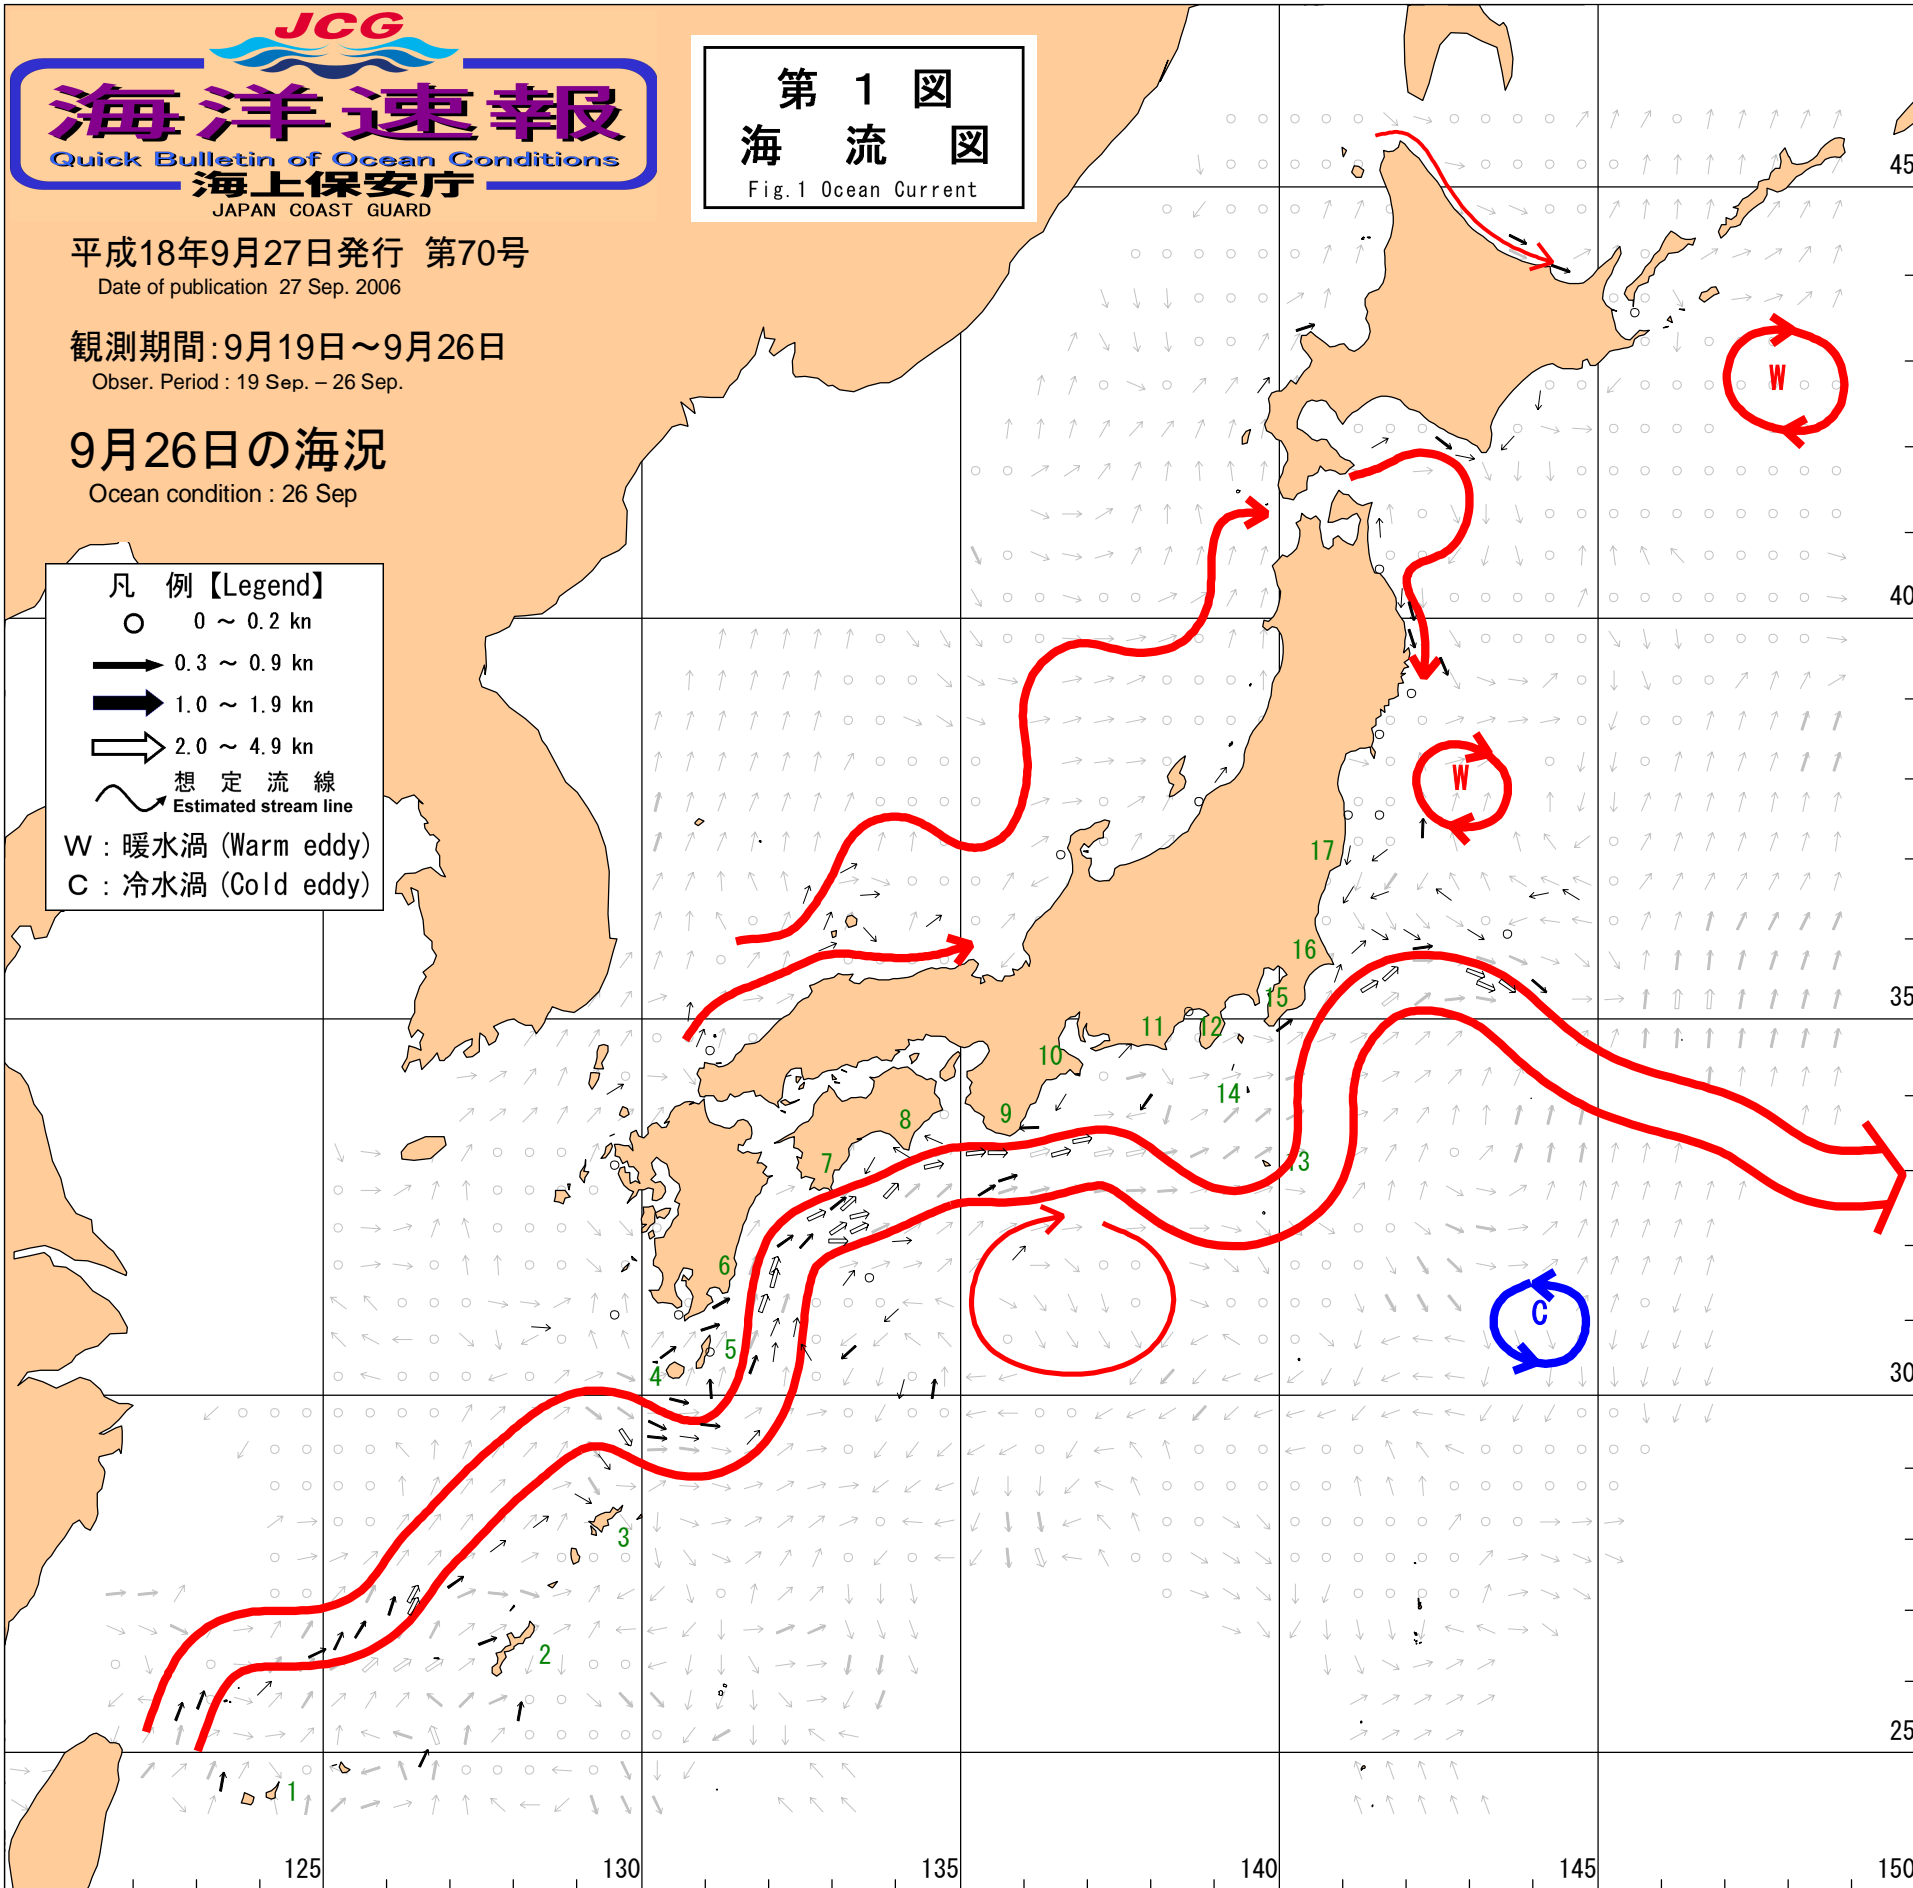 JCG
海洋速報
Quick Bulletin of Ocean Conditions
海上保安庁
JAPAN COAST GUARD
第 1 図
海 流 図
Fig.1 Ocean Current
平成18年9月27日発行 第70号
Date of publication 27 Sep. 2006
観測期間:9月19日～9月26日
Obser. Period : 19 Sep. – 26 Sep.
9月26日の海況
Ocean condition : 26 Sep
凡 例【Legend】
0 ～ 0.2 kn
0.3 ～ 0.9 kn
1.0 ～ 1.9 kn
2.0 ～ 4.9 kn
想 定 流 線
Estimated stream line
W : 暖水渦 (Warm eddy)
C : 冷水渦 (Cold eddy)
45
W
40
W
17
16
35
15
11
12
10
14
8
9
7
13
6
C
5
4
30
3
2
25
1
125
130
135
140
145
150